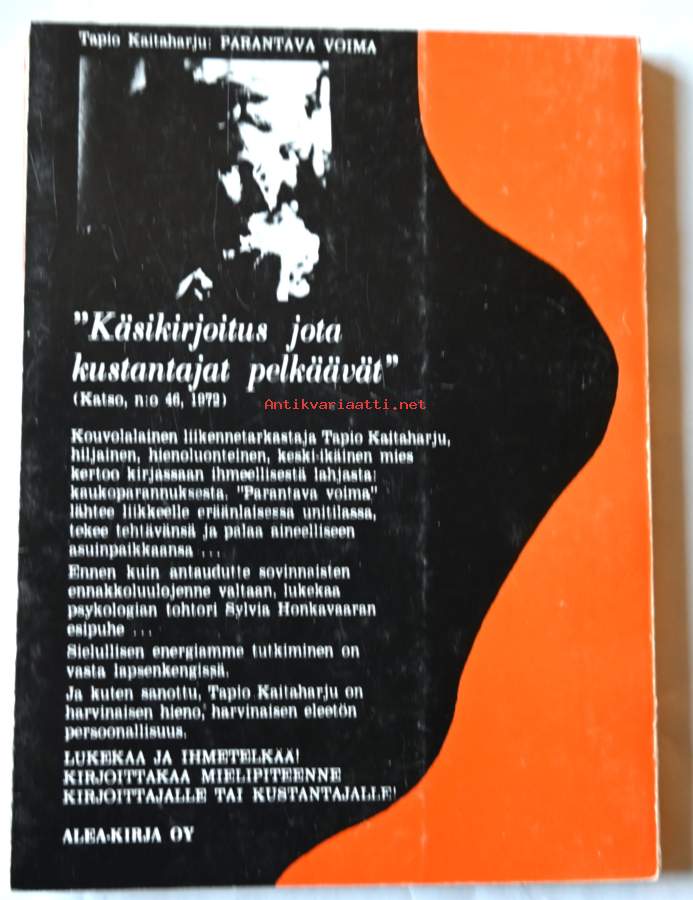 Tapio Kaitaharju: PARANTAVA VOIMA
"Käsikirjoitus jota
kustantajat pelkäävät"
(Katso, n:o 46, 1972)
Antikvariaatti.net
Kouvolalainen liikennetarkastaja Tapio Kaitaharju,
hiljainen, hienoluonteinen, keski-ikäinen mies
kertoo kirjassaan ihmeellisestä lahjasta:
kaukoparannuksesta. "Parantava voima"
lähtee liikkeelle eräänlaisessa unitilassa,
tekee tehtävänsä ja palaa aineelliseen
asuinpaikkaansa ...
Ennen kuin antaudutte sovinnaisten
ennakkoluulojenne valtaan, lukekaa
psykologian tohtori Sylvia Honkavaaran
esipuhe ...
Sielullisen energiamme tutkiminen on
vasta lapsenkengissä.
Ja kuten sanottu, Tapio Kaitaharju on
harvinaisen hieno, harvinaisen eleetön
persoonallisuus.
LUKEKAA JA IHMETELKÄÄ!
KIRJOITTAKAA MIELIPITEENNE
KIRJOITTAJALLE TAI KUSTANTAJALLE!
ALEA-KIRJA OY